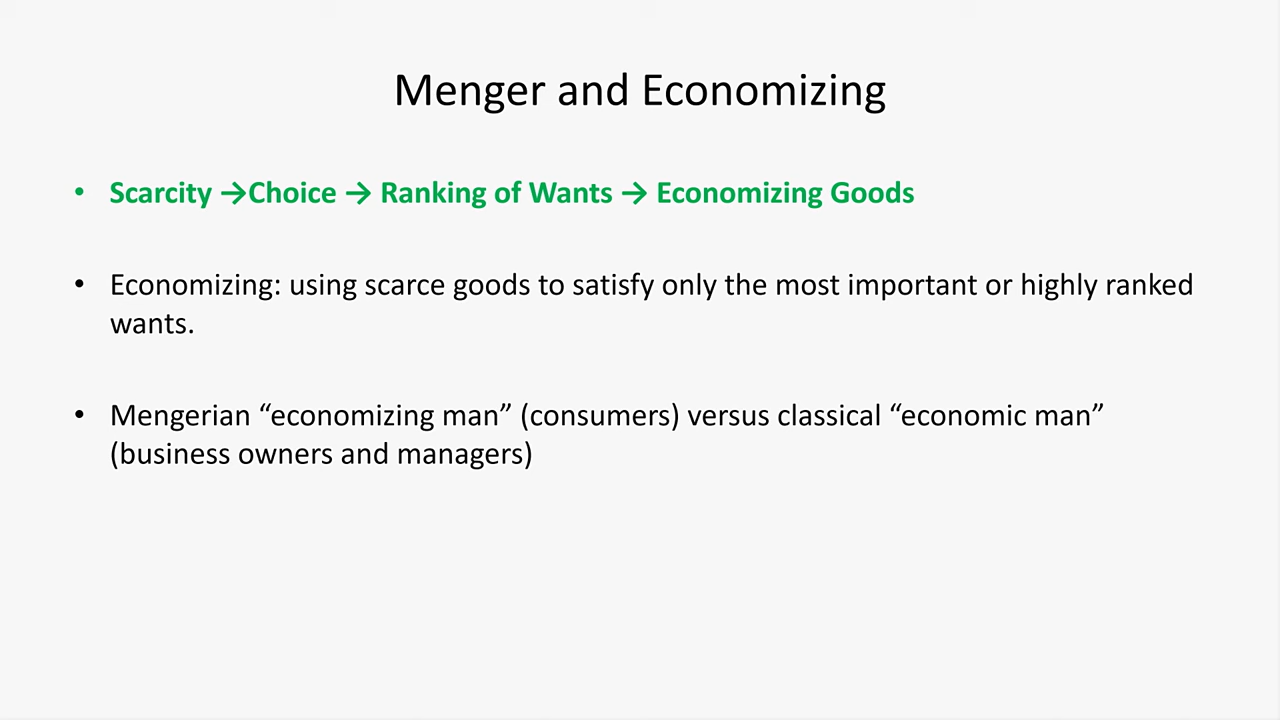 Menger and Economizing
• Scarcity →Choice → Ranking of Wants → Economizing Goods
• Economizing: using scarce goods to satisfy only the most important or highly ranked
wants.
• Mengerian “economizing man” (consumers) versus classical “economic man”
(business owners and managers)